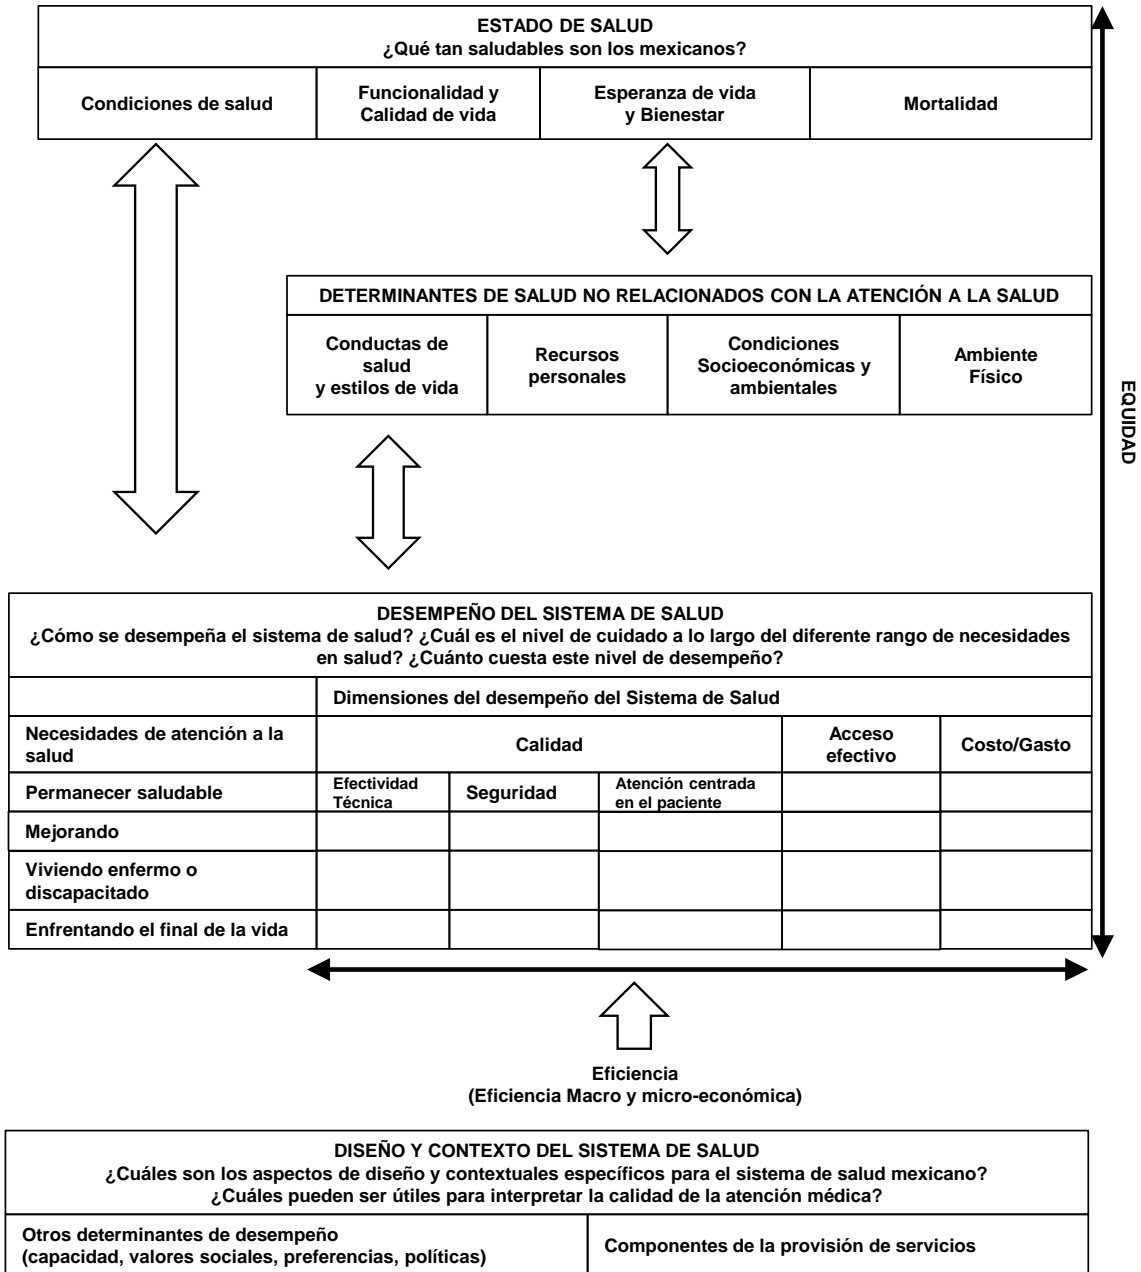 ESTADO DE SALUD
¿Qué tan saludables son los mexicanos?
Condiciones de salud
Funcionalidad y
Calidad de vida
Esperanza de vida
y Bienestar
Mortalidad
DETERMINANTES DE SALUD NO RELACIONADOS CON LA ATENCIÓN A LA SALUD
Conductas de
salud
y estilos de vida
Recursos
personales
Condiciones
Socioeconómicas y
ambientales
Ambiente
Físico
EQUIDAD
DESEMPEÑO DEL SISTEMA DE SALUD
¿Cómo se desempeña el sistema de salud? ¿Cuál es el nivel de cuidado a lo largo del diferente rango de necesidades
en salud? ¿Cuánto cuesta este nivel de desempeño?
Dimensiones del desempeño del Sistema de Salud
Necesidades de atención a la
salud
Calidad
Acceso
efectivo
Costo/Gasto
Permanecer saludable
Efectividad
Técnica
Seguridad
Atención centrada
en el paciente
Mejorando
Viviendo enfermo o
discapacitado
Enfrentando el final de la vida
Eficiencia
(Eficiencia Macro y micro-económica)
DISEÑO Y CONTEXTO DEL SISTEMA DE SALUD
¿Cuáles son los aspectos de diseño y contextuales específicos para el sistema de salud mexicano?
¿Cuáles pueden ser útiles para interpretar la calidad de la atención médica?
Otros determinantes de desempeño
(capacidad, valores sociales, preferencias, políticas)
Componentes de la provisión de servicios